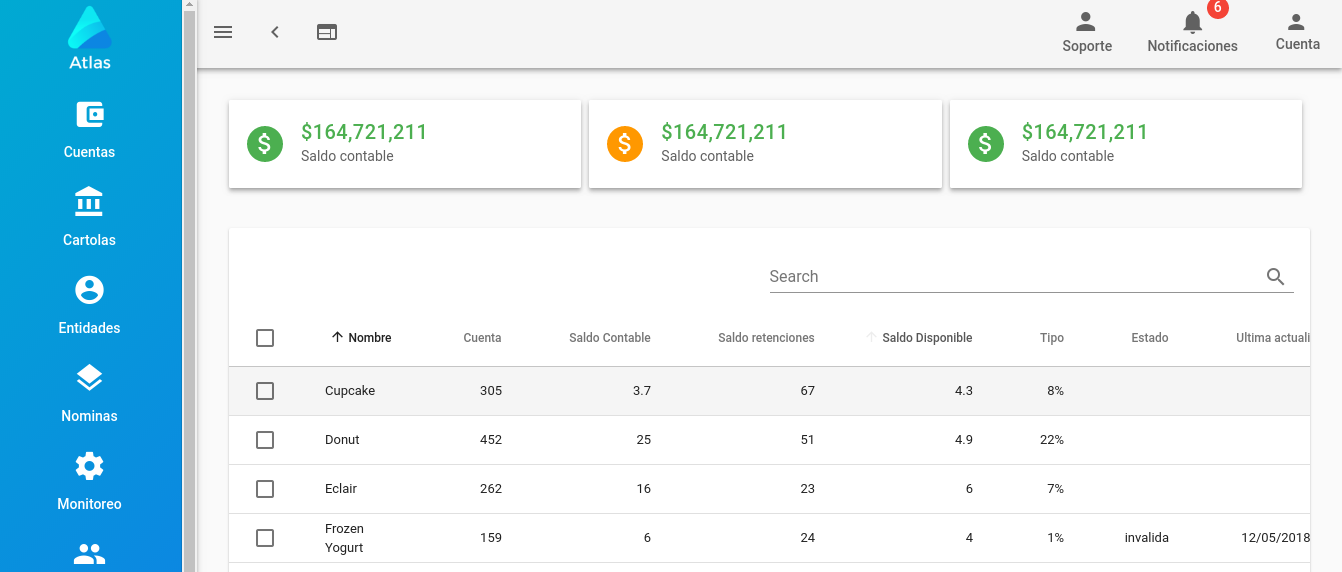 Atlas
Cuentas
Cartolas
Entidades
Nominas
Monitoreo
Soporte
6
Notificaciones
Cuenta
$164,721,211
Saldo contable
$164,721,211
Saldo contable
$164,721,211
Saldo contable
Search
Nombre Cuenta Saldo Contable Saldo retenciones Saldo Disponible Tipo Estado Ultima actuali
Cupcake 305 3.7 67 4.3 8%
Donut 452 25 51 4.9 22%
Eclair 262 16 23 6 7%
Frozen
Yogurt 159 6 24 4 1% invalida 12/05/2018